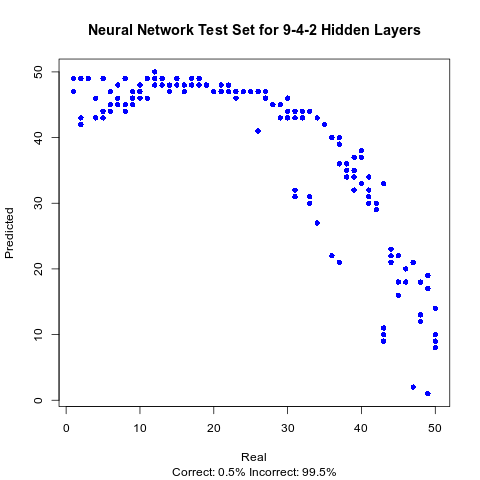 Neural Network Test Set for 9-4-2 Hidden Layers
Predicted
50
40
30
20
10
0
0 10 20 30 40 50
Real
Correct: 0.5% Incorrect: 99.5%